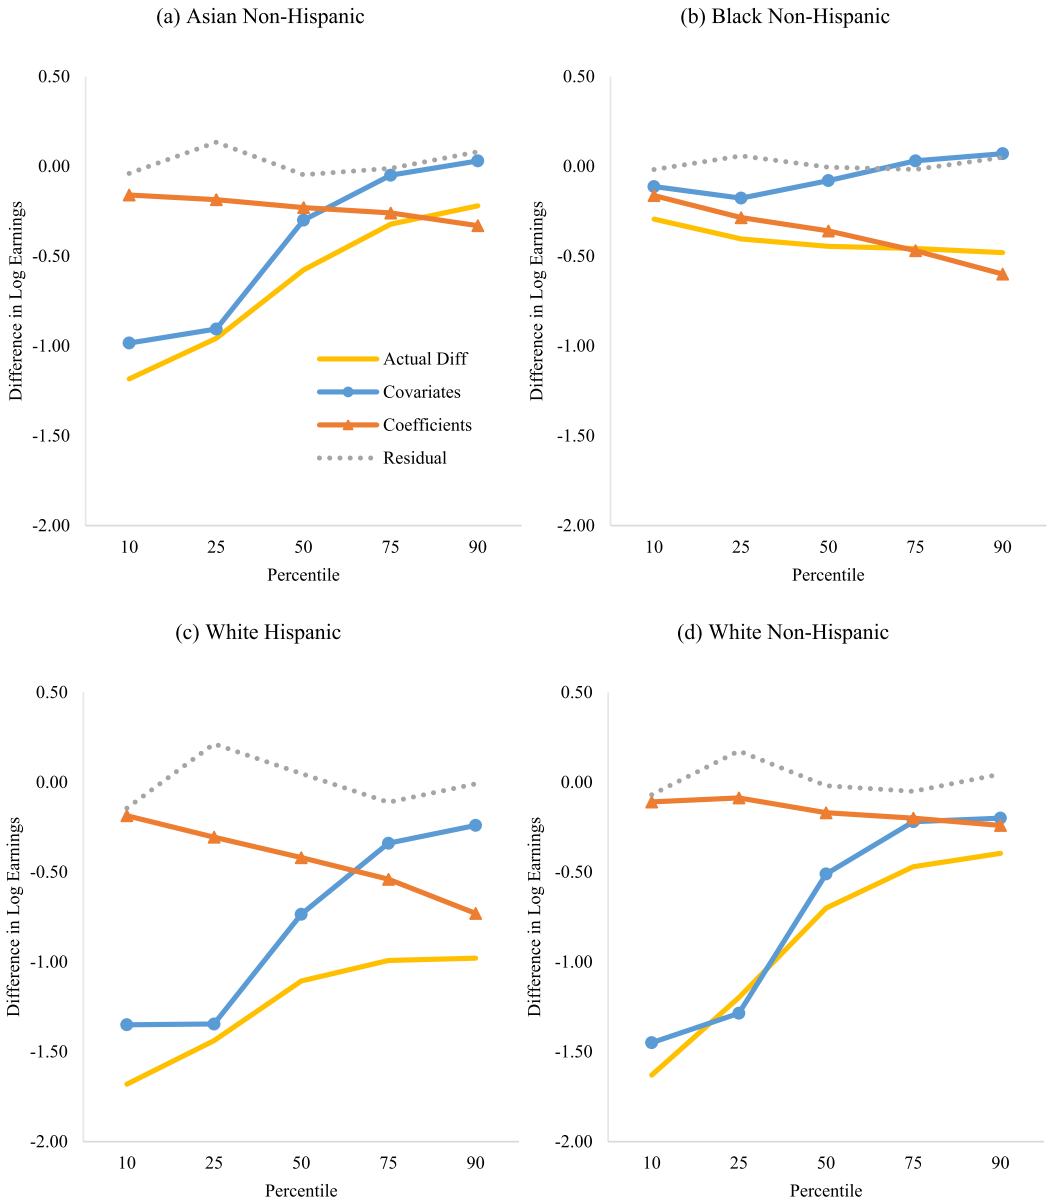 (a) Asian Non-Hispanic
0.50
0.00
-0.50
-1.00
-1.50
-2.00
Difference in Log Earnings
10 25 50 75 90
Percentile
Actual Diff
Covariates
Coefficients
Residual
(b) Black Non-Hispanic
0.50
0.00
-0.50
-1.00
-1.50
-2.00
Difference in Log Earnings
10 25 50 75 90
Percentile
(c) White Hispanic
0.50
0.00
-0.50
-1.00
-1.50
-2.00
Difference in Log Earnings
10 25 50 75 90
Percentile
(d) White Non-Hispanic
0.50
0.00
-0.50
-1.00
-1.50
-2.00
Difference in Log Earnings
10 25 50 75 90
Percentile